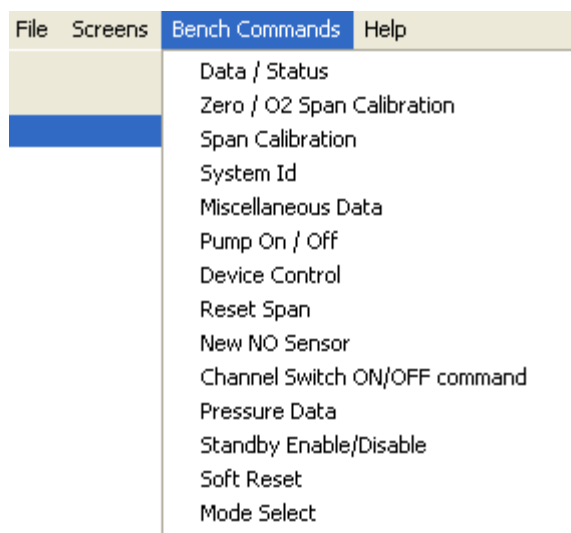 File Screens Bench Commands Help
Data / Status
Zero / O2 Span Calibration
Span Calibration
System Id
Miscellaneous Data
Pump On / Off
Device Control
Reset Span
New NO Sensor
Channel Switch ON/OFF command
Pressure Data
Standby Enable/Disable
Soft Reset
Mode Select